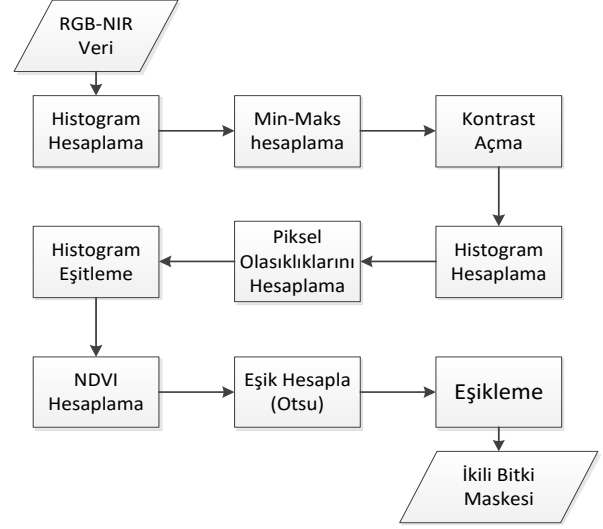 RGB-NIR
Veri
Histogram
Hesaplama
Min-Maks
hesaplama
Kontrast
Açma
Histogram
Hesaplama
Piksel
Olasıklıklarını
Hesaplama
Histogram
Eşitleme
NDVI
Hesaplama
Eşik Hesapla
(Otsu)
Eşikleme
İkili Bitki
Maskesi